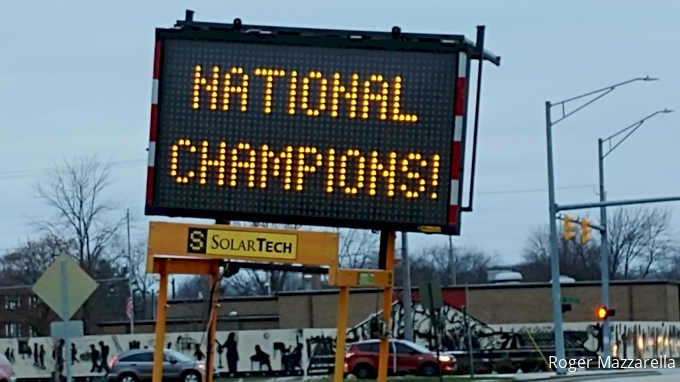 NATIONAL
CHAMPIONS!
S SOLARTECH
Roger Mazzarella